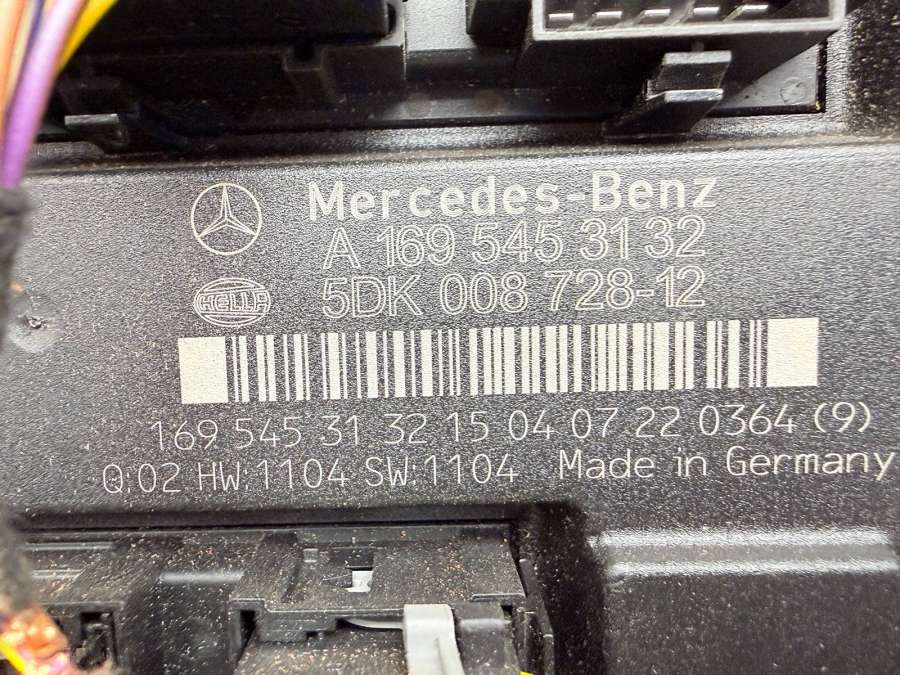 Mercedes-Benz
A 169 545 31 32
HELLA
5DK 008 728-12
169 545 31 32 15 04 07 22 0364 (9)
Q:02 HW:1104 SW:1104 Made in Germany